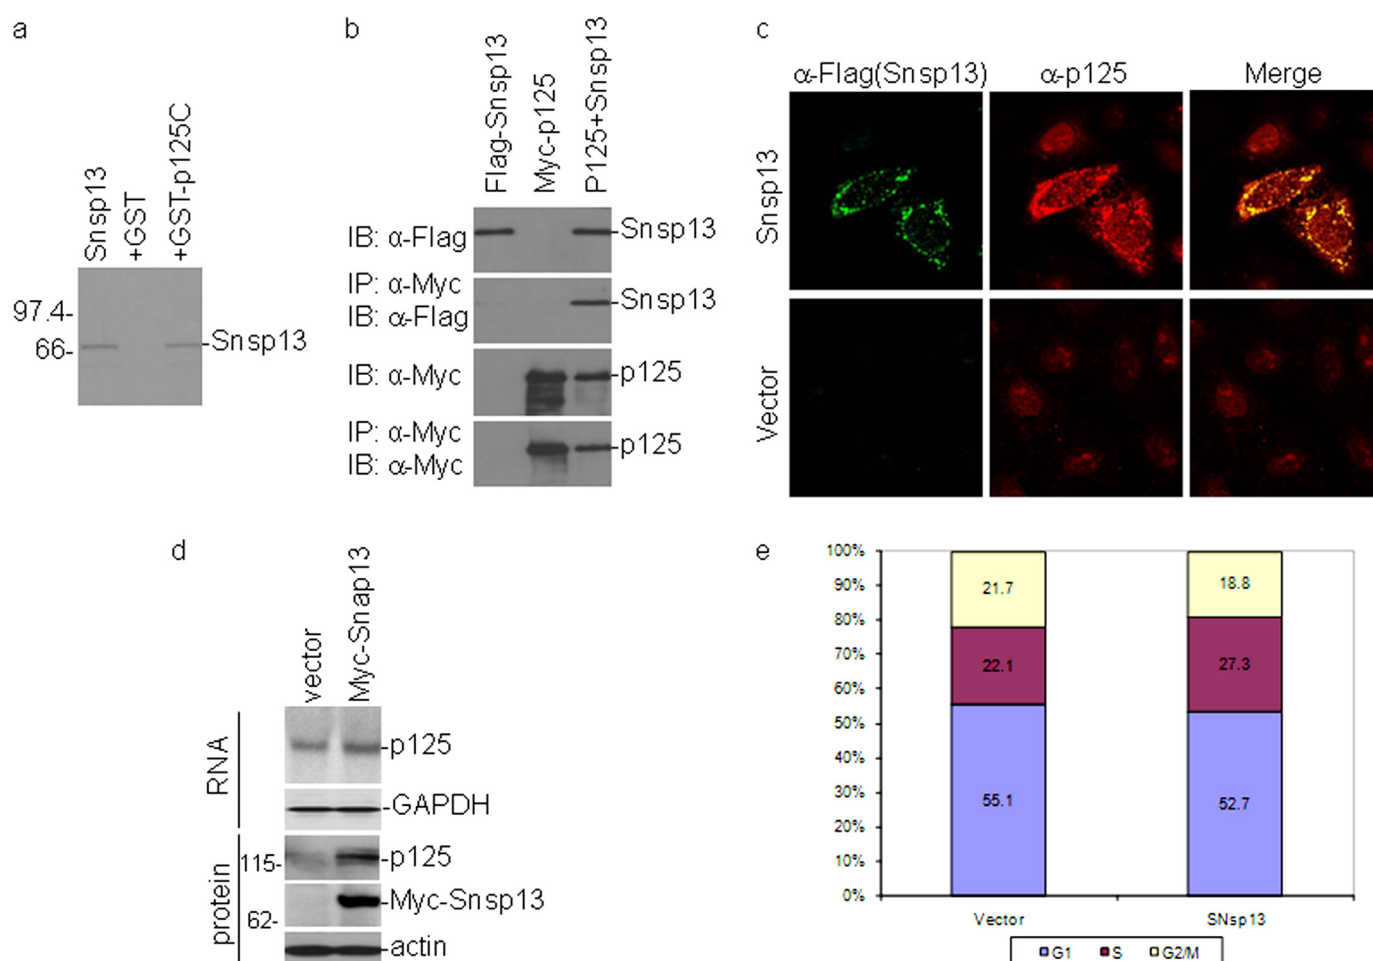 a
Snsp13
+GST
+GST-p125C
97.4-
66-
-Snsp13
b
Flag-Snsp13
Myc-p125
P125+Snsp13
IB: α-Flag
-Snsp13
IP: α-Myc
IB: α-Flag
-Snsp13
IB: α-Myc
-p125
IP: α-Myc
IB: α-Myc
-p125
c
α-Flag(Snsp13)
α-p125
Merge
Snsp13
Vector
d
vector
Myc-Snap13
RNA
-p125
-GAPDH
protein
115-
-p125
-Myc-Snsp13
62-
-actin
e
100%
90%
80%
70%
60%
50%
40%
30%
20%
10%
0%
21.7
22.1
55.1
18.8
27.3
52.7
Vector
SNsp13
G1 S G2/M